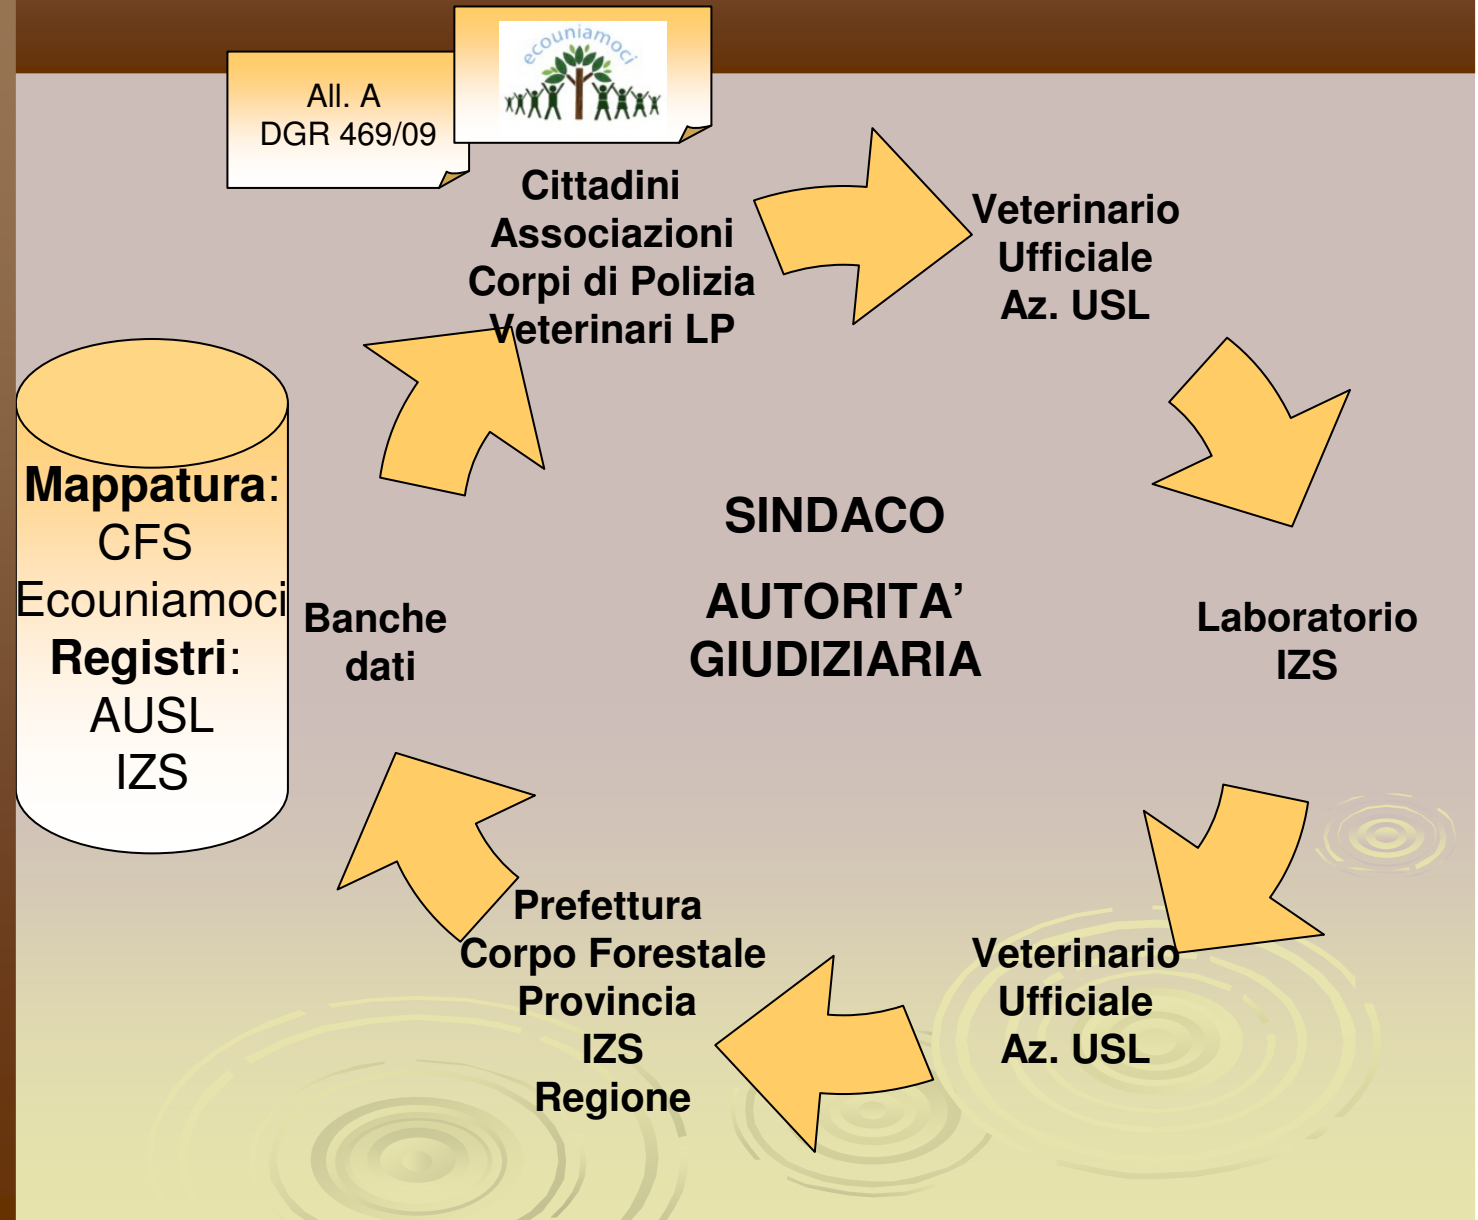 ecouniamoci
All. A
DGR 469/09
Cittadini
Associazioni
Corpi di Polizia
Veterinari LP
Veterinario
Ufficiale
Az. USL
Mappatura:
CFS
Ecouniamoci
Registri:
AUSL
IZS
Banche
dati
SINDACO
AUTORITA’
GIUDIZIARIA
Laboratorio
IZS
Prefettura
Corpo Forestale
Provincia
IZS
Regione
Veterinario
Ufficiale
Az. USL